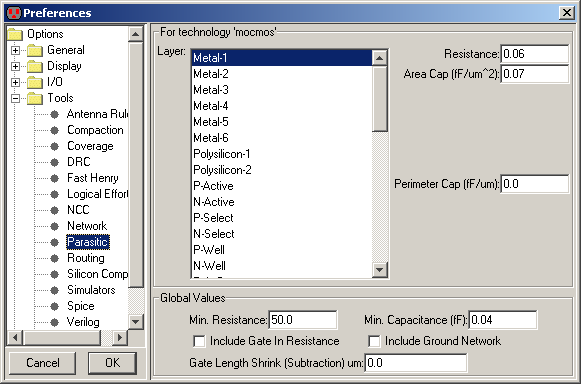 Preferences
Options
General
Display
I/O
Tools
Antenna Rul
Compaction
Coverage
DRC
Fast Henry
Logical Effort
NCC
Network
Parasitic
Routing
Silicon Comp
Simulators
Spice
Verilog
Cancel
OK
For technology 'mocmos'
Layer:
Metal-1
Metal-2
Metal-3
Metal-4
Metal-5
Metal-6
Polysilicon-1
Polysilicon-2
P-Active
N-Active
P-Select
N-Select
P-Well
N-Well
Resistance: 0.06
Area Cap (fF/um^2): 0.07
Perimeter Cap (fF/um): 0.0
Global Values
Min. Resistance: 50.0 Min. Capacitance (fF): 0.04
Include Gate In Resistance Include Ground Network
Gate Length Shrink (Subtraction) um: 0.0